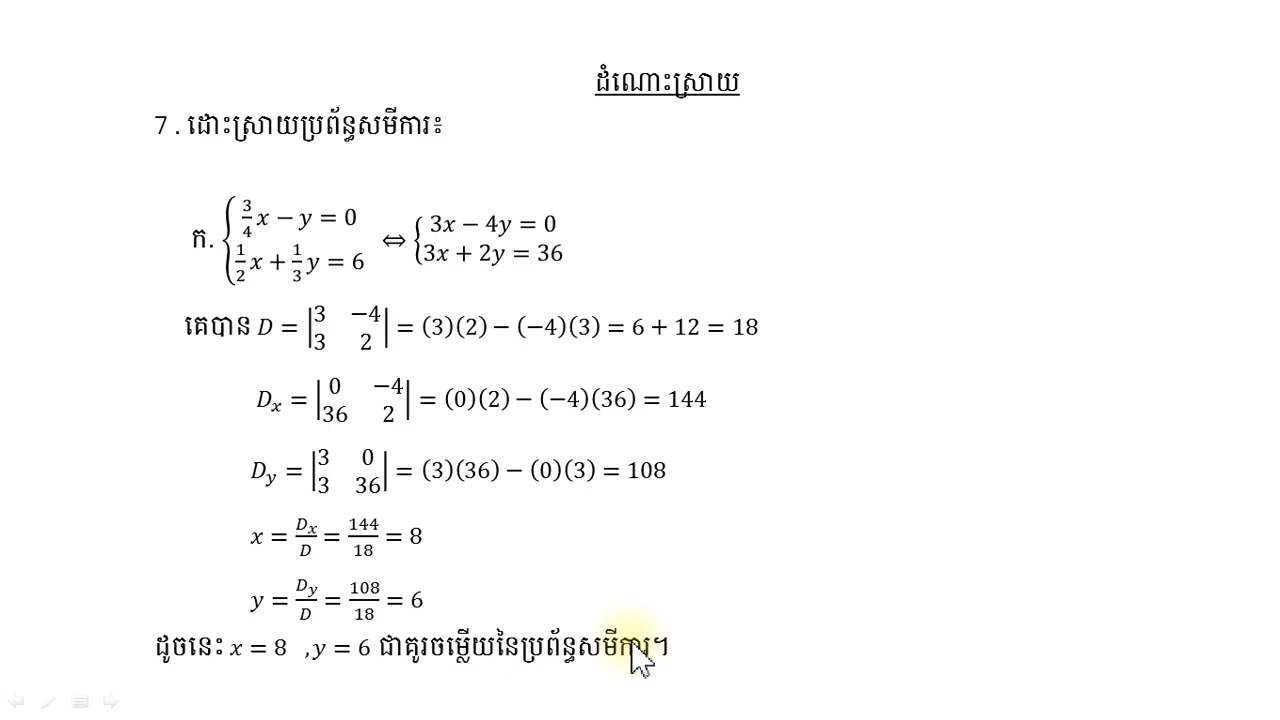 ដំណោះស្រាយ
7 . ដោះស្រាយប្រព័ន្ធសមីការ៖
ក. {3/4 x − y = 0, 1/2 x + 1/3 y = 6 ⇔ {3x − 4y = 0, 3x + 2y = 36
គេបាន D = |3 −4; 3 2| = (3)(2) − (−4)(3) = 6 + 12 = 18
Dx = |0 −4; 36 2| = (0)(2) − (−4)(36) = 144
Dy = |3 0; 3 36| = (3)(36) − (0)(3) = 108
x = Dx/D = 144/18 = 8
y = Dy/D = 108/18 = 6
ដូចនេះ x = 8 , y = 6 ជាគូរចម្លើយនៃប្រព័ន្ធសមីការ។